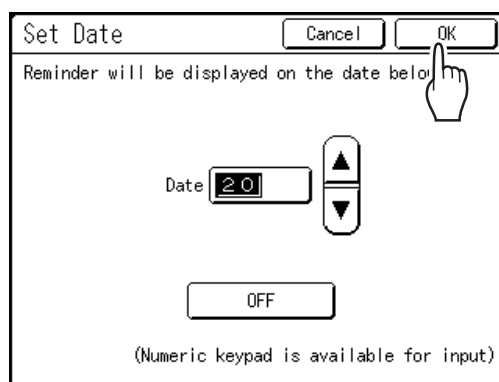 Set Date Cancel OK
Reminder will be displayed on the date
Date 20
OFF
(Numeric keypad is available for input)